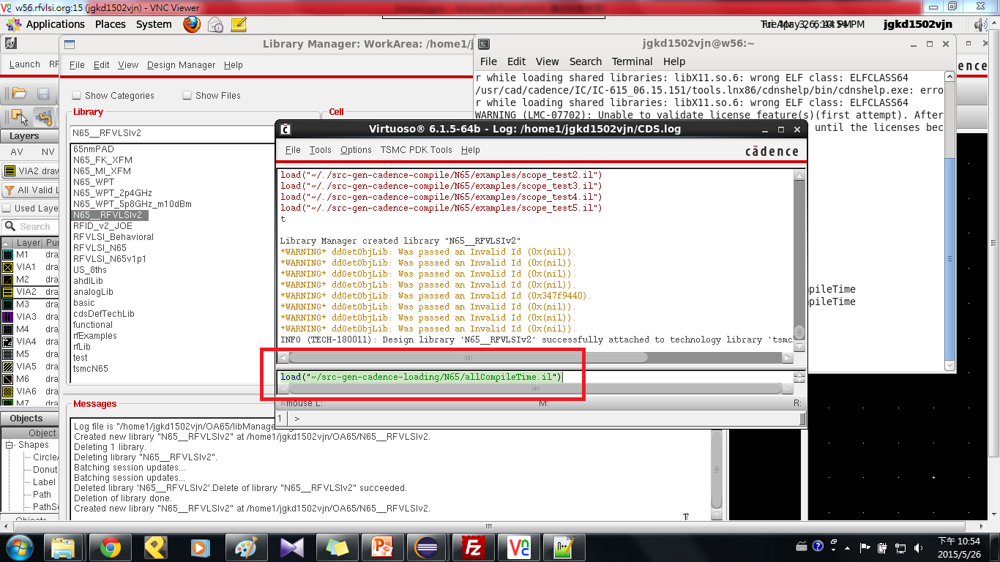 w56.rfvlsi.org:15 (jgkd1502vjn) - VNC Viewer
Applications Places System
jgkd1502vjn
Library Manager: WorkArea: /home1/j
jgkd1502vjn@w56:~
Launch
File Edit View Design Manager Help
File Edit View Search Terminal Help
ence
Show Categories Show Files
r while loading shared libraries: libX11.so.6: wrong ELF class: ELFCLASS64
/usr/cad/cadence/IC/IC-615_06.15.151/tools.lnx86/cdnshelp/bin/cdnshelp.exe: erro
r while loading shared libraries: libX11.so.6: wrong ELF class: ELFCLASS64
WARNING (LMC-07702): Unable to validate license feature(s)(first attempt). After
until the licenses bec
Library
Cell
N65__RFVLSIv2
65nmPAD
N65_FK_XFM
N65_MI_XFM
N65_WPT
N65_WPT_2p4GHz
N65_WPT_5p8GHz_m10dBm
N65__RFVLSIv2
RFID_v2_JOE
RFVLSI_Behavioral
RFVLSI_N65
RFVLSI_N65v1p1
US_8ths
ahdlLib
analogLib
basic
cdsDefTechLib
functional
rfExamples
rfLib
test
tsmcN65
Layers
AV NV
VIA2 draw
All Valid L
Used Laye
Search
Layer Pur
M1 dra
VIA1 dra
M2 dra
VIA2 dra
M3 dra
VIA3 dra
M4 dra
VIA4 dra
M5 dra
VIA5 dra
M6 dra
VIA6 dra
M7 dra
Objects
Object
Shapes
Circle/
Donut
Label
Path
PathS
Objects
Virtuoso® 6.1.5-64b - Log: /home1/jgkd1502vjn/CDS.log
File Tools Options TSMC PDK Tools Help
cādence
load("~/./src-gen-cadence-compile/N65/examples/scope_test2.il")
load("~/./src-gen-cadence-compile/N65/examples/scope_test3.il")
load("~/./src-gen-cadence-compile/N65/examples/scope_test4.il")
load("~/./src-gen-cadence-compile/N65/examples/scope_test5.il")
t
Library Manager created library "N65__RFVLSIv2"
*WARNING* ddGetObjLib: Was passed an Invalid Id (0x(nil)).
*WARNING* ddGetObjLib: Was passed an Invalid Id (0x(nil)).
*WARNING* ddGetObjLib: Was passed an Invalid Id (0x(nil)).
*WARNING* ddGetObjLib: Was passed an Invalid Id (0x(nil)).
*WARNING* ddGetObjLib: Was passed an Invalid Id (0x347f9440).
*WARNING* ddGetObjLib: Was passed an Invalid Id (0x(nil)).
*WARNING* ddGetObjLib: Was passed an Invalid Id (0x(nil)).
*WARNING* ddGetObjLib: Was passed an Invalid Id (0x(nil)).
INFO (TECH-180011): Design library 'N65__RFVLSIv2' successfully attached to technology library 'tsmc
load("~/src-gen-cadence-loading/N65/allCompileTime.il")
mouse L: M: R:
1 >
mpileTime
mpileTime
Messages
Log file is "/home1/jgkd1502vjn/OA65/libManag
Created new library "N65__RFVLSIv2" at /home1/jgkd1502vjn/OA65/N65__RFVLSIv2.
Deleting 1 library.
Deleting library "N65__RFVLSIv2".
Batching session updates...
Batching session updates...
Deleted library 'N65__RFVLSIv2'.Delete of library "N65__RFVLSIv2" succeeded.
Deletion of library done.
Created new library "N65__RFVLSIv2" at /home1/jgkd1502vjn/OA65/N65__RFVLSIv2.
下午 10:54
2015/5/26